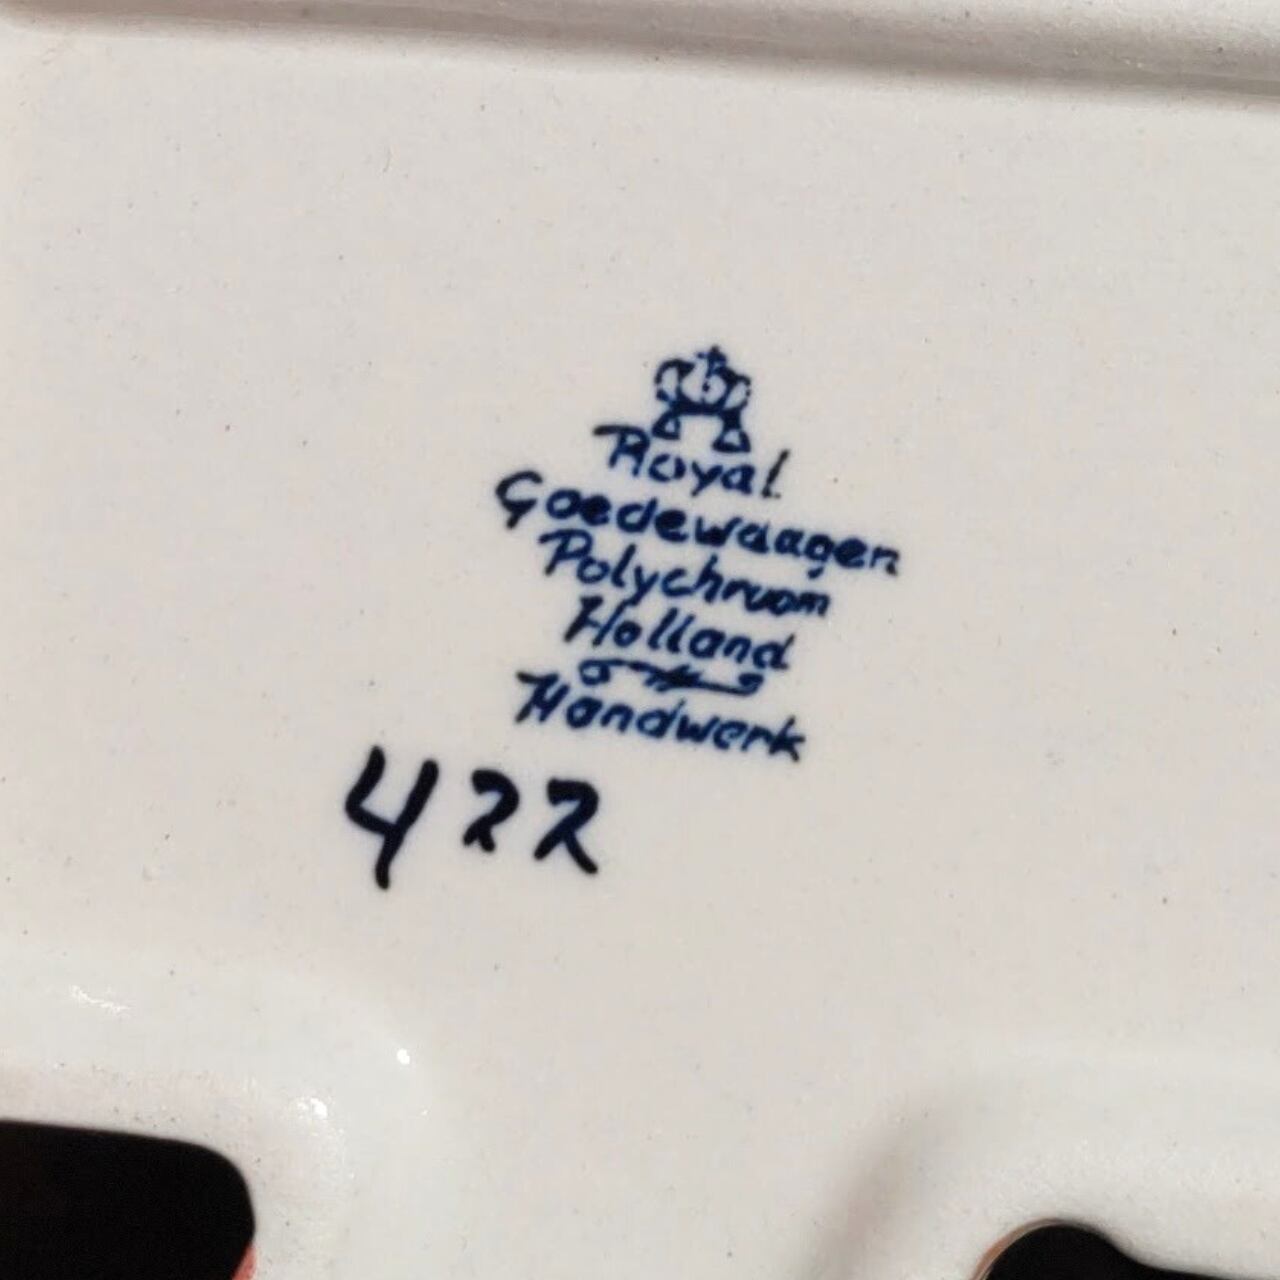 Royal
Goedewaagen
Polychroom
Holland
Handwerk
422